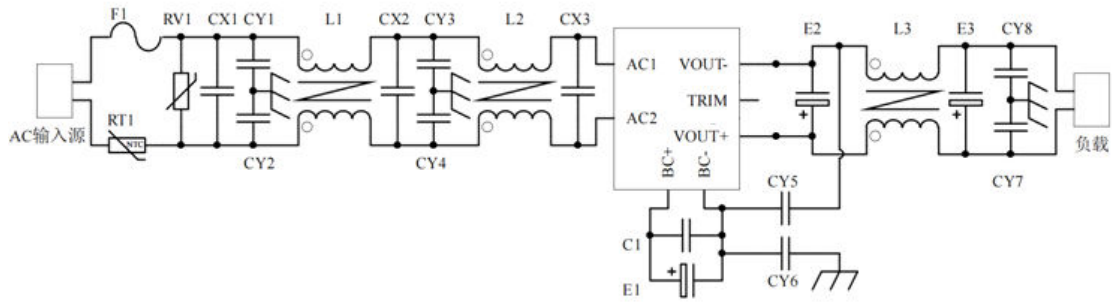 F1
RV1 CX1 CY1 L1 CX2 CY3 L2 CX3 E2 L3 E3 CY8
AC1 VOUT-
TRIM
RT1
AC输入源
NTC
AC2 VOUT+
负载
CY2 CY4 BC+ BC- CY5 CY7
C1
+
E1
CY6
+
+